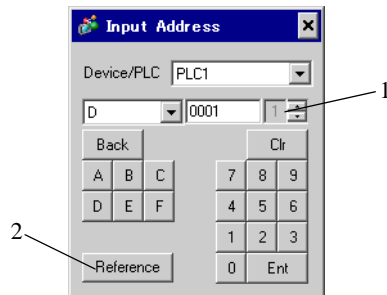 Input Address
Device/PLC PLC1
1
D 0001 1
Back Clr
A B C 7 8 9
D E F 4 5 6
1 2 3
2
Reference 0 Ent